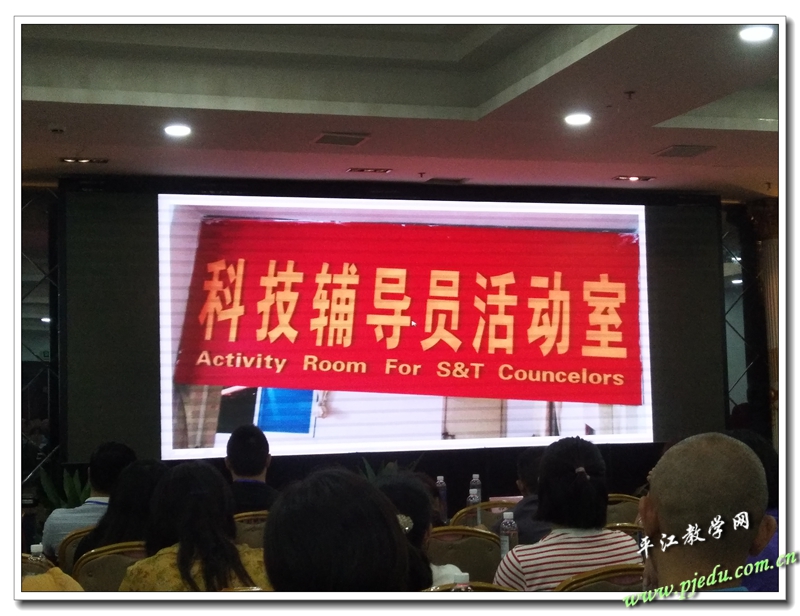 科技辅导员活动室
Activity Room For S&T Councelors
平江教学网
www.pjedu.com.cn